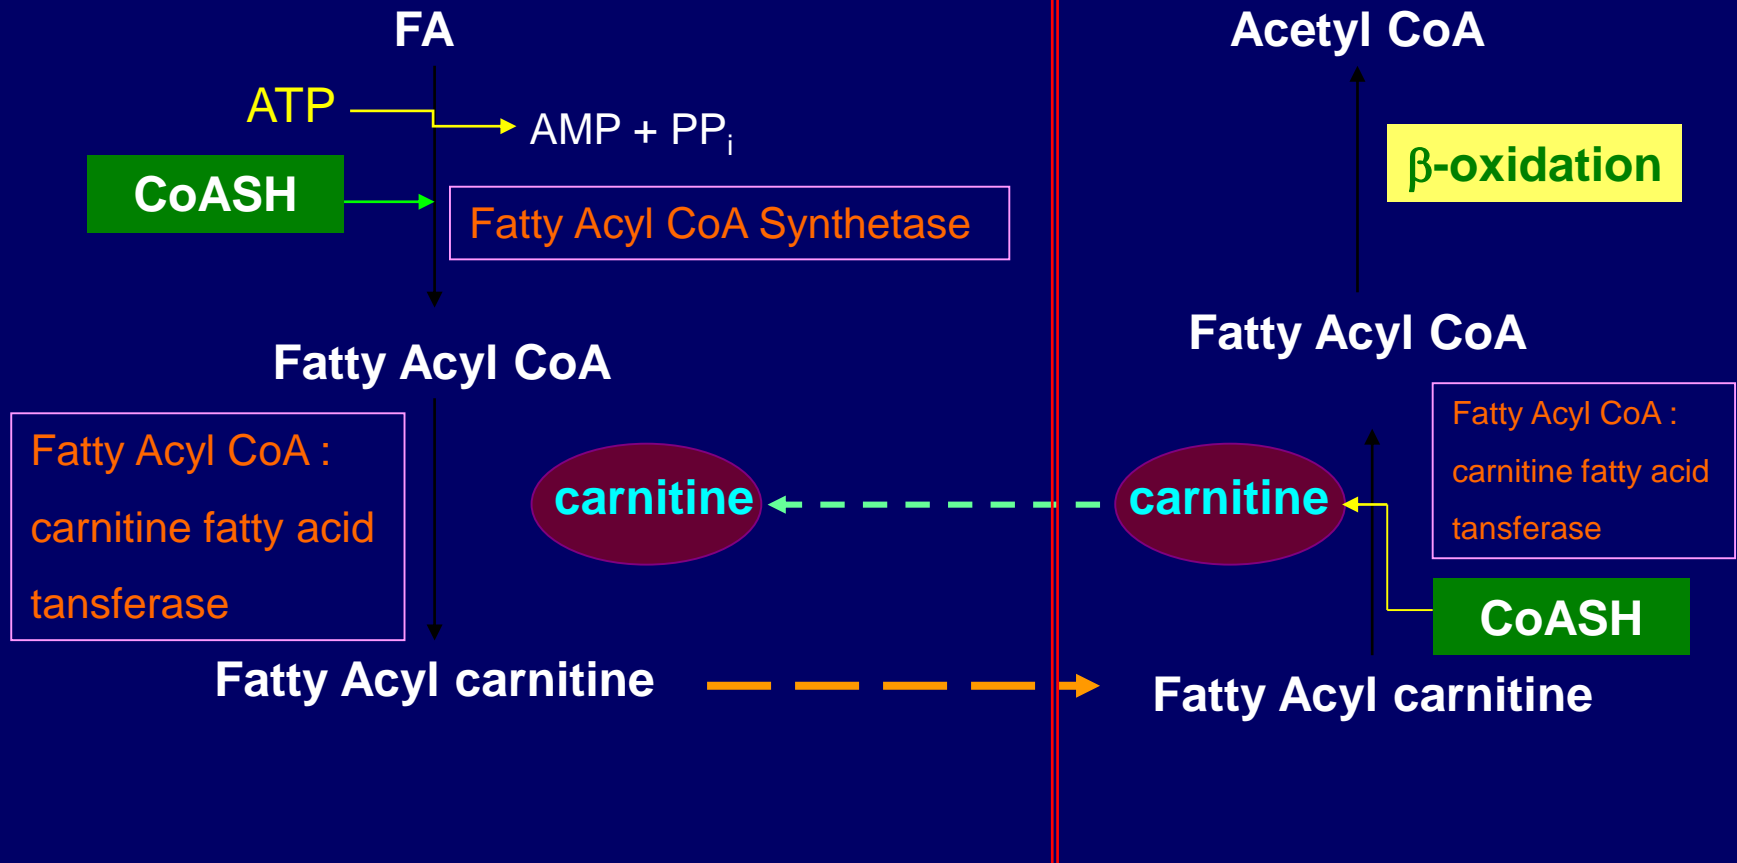 FA
ATP
AMP + PPi
CoASH
Fatty Acyl CoA Synthetase
Fatty Acyl CoA
Fatty Acyl CoA :
carnitine fatty acid
tansferase
carnitine
Fatty Acyl carnitine
Acetyl CoA
β-oxidation
Fatty Acyl CoA
Fatty Acyl CoA :
carnitine fatty acid
tansferase
carnitine
CoASH
Fatty Acyl carnitine